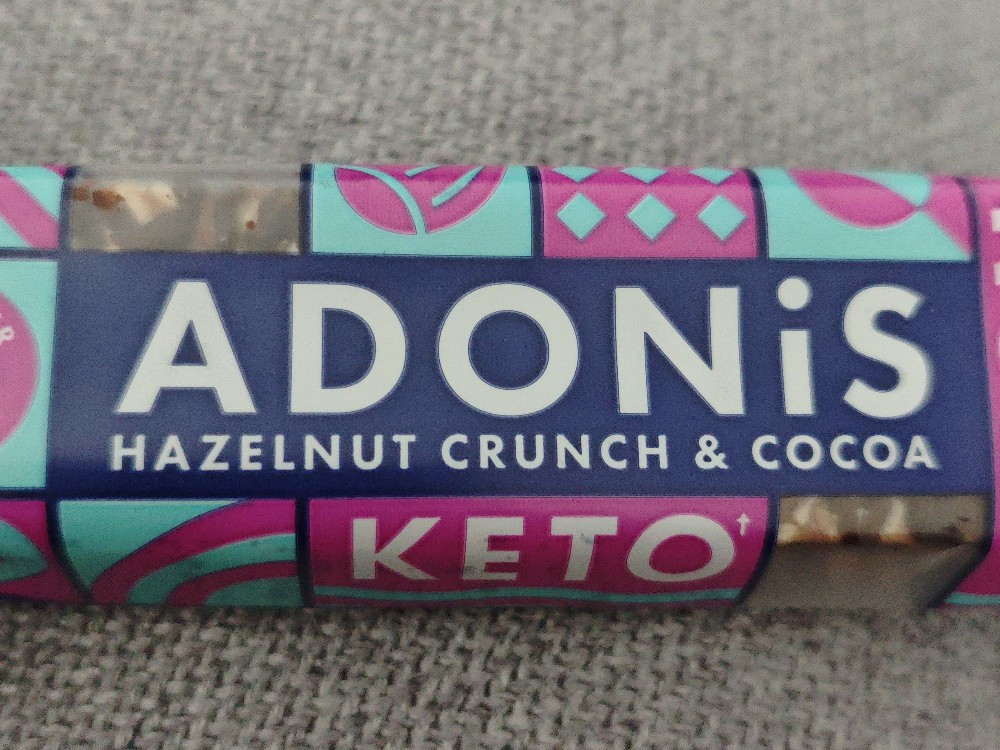 ADONiS
HAZELNUT CRUNCH & COCOA
KETO†